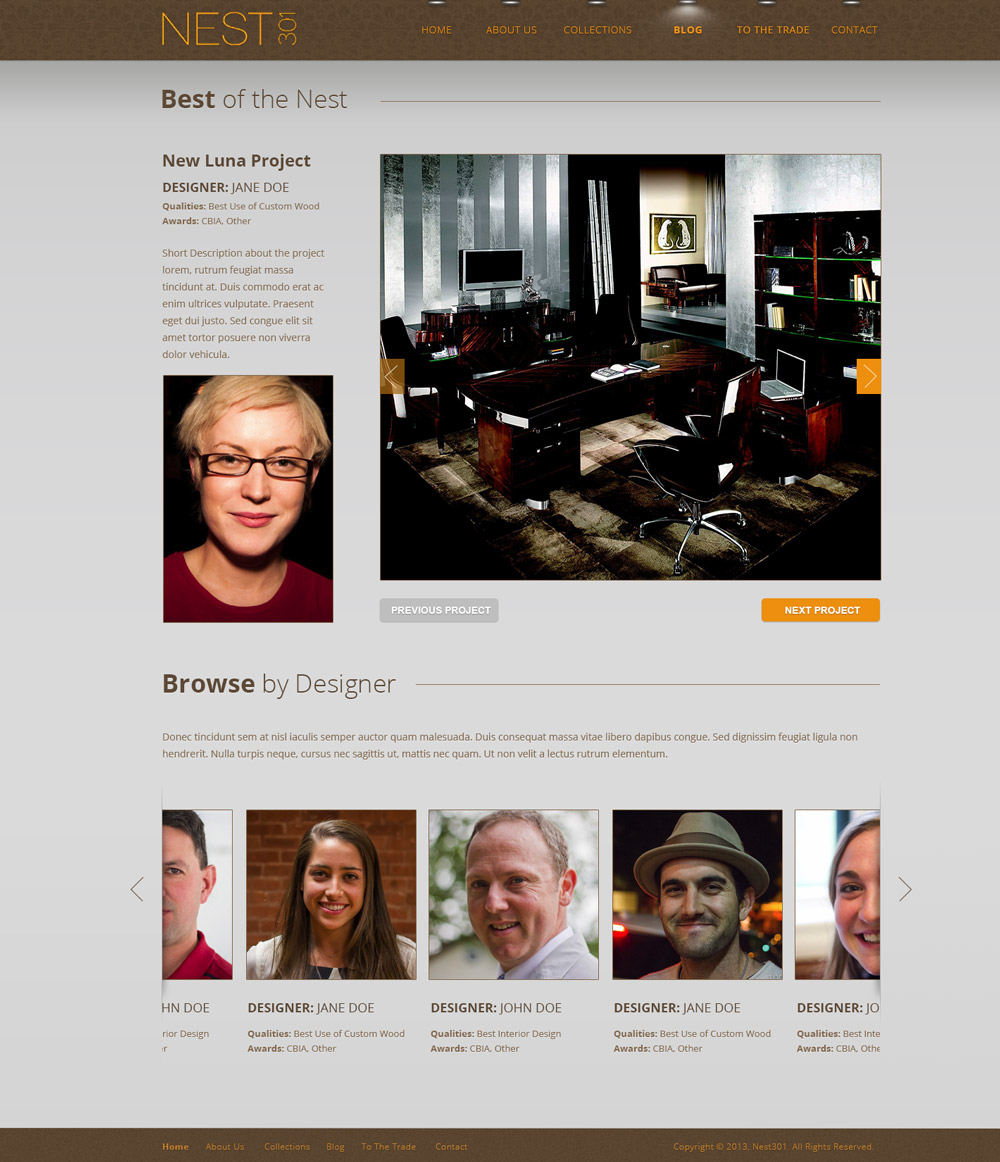 NEST 301
HOME ABOUT US COLLECTIONS BLOG TO THE TRADE CONTACT
Best of the Nest
New Luna Project
DESIGNER: JANE DOE
Qualities: Best Use of Custom Wood
Awards: CBIA, Other
Short Description about the project
lorem, rutrum feugiat massa
tincidunt at. Duis commodo erat ac
enim ultrices vulputate. Praesent
eget dui justo. Sed congue elit sit
amet tortor posuere non viverra
dolor vehicula.
PREVIOUS PROJECT
NEXT PROJECT
Browse by Designer
Donec tincidunt sem at nisl iaculis semper auctor quam malesuada. Duis consequat massa vitae libero dapibus congue. Sed dignissim feugiat ligula non
hendrerit. Nulla turpis neque, cursus nec sagittis ut, mattis nec quam. Ut non velit a lectus rutrum elementum.
HN DOE
rior Design
er
DESIGNER: JANE DOE
Qualities: Best Use of Custom Wood
Awards: CBIA, Other
DESIGNER: JOHN DOE
Qualities: Best Interior Design
Awards: CBIA, Other
DESIGNER: JANE DOE
Qualities: Best Use of Custom Wood
Awards: CBIA, Other
DESIGNER: JO
Qualities: Best Inte
Awards: CBIA, Othe
Home About Us Collections Blog To The Trade Contact
Copyright © 2013. Nest301. All Rights Reserved.